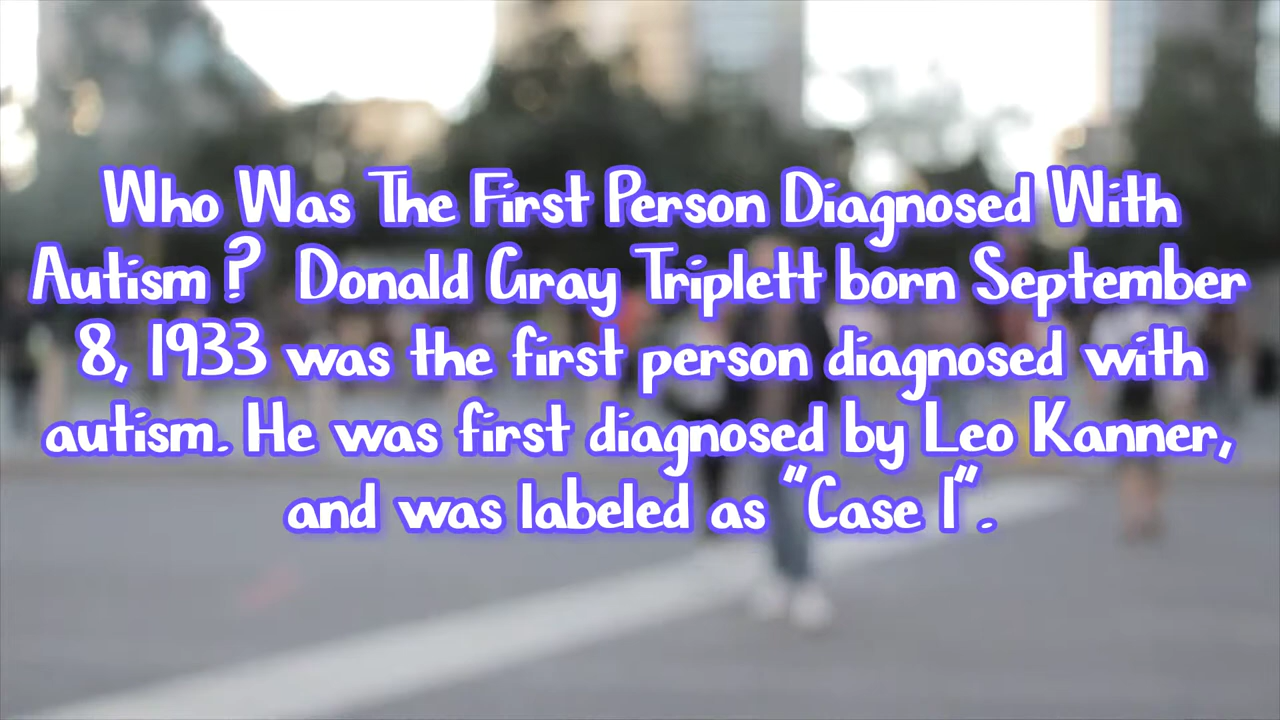 Who Was The First Person Diagnosed With
Autism? Donald Gray Triplett born September
8, 1933 was the first person diagnosed with
autism. He was first diagnosed by Leo Kanner,
and was labeled as "Case 1".